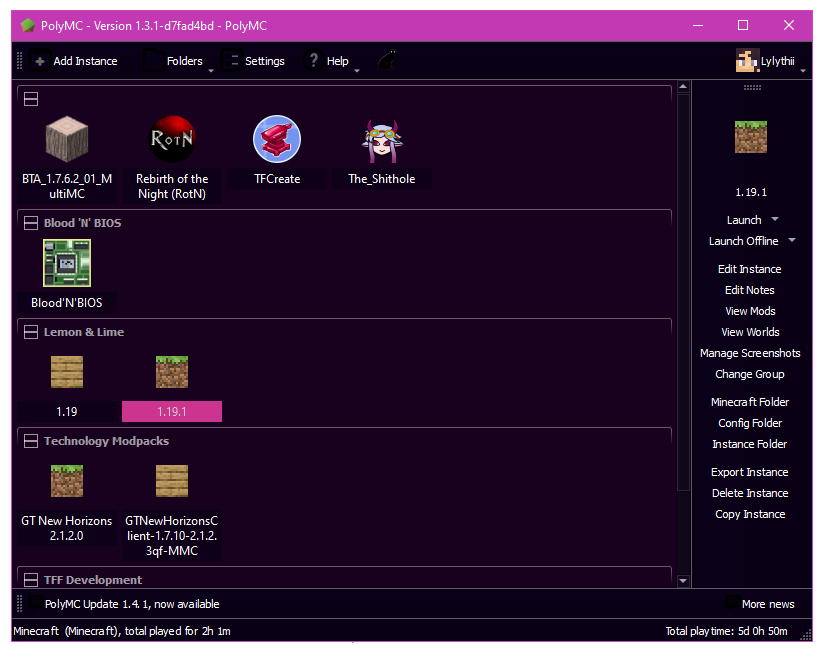 PolyMC - Version 1.3.1-d7fad4bd - PolyMC
Add Instance Folders Settings Help Lylythii
BTA_1.7.6.2_01_M
ultiMC
RotN
Rebirth of the
Night (RotN)
TFCreate
The_Shithole
Blood 'N' BIOS
Blood'N'BIOS
Lemon & Lime
1.19
1.19.1
Technology Modpacks
GT New Horizons
2.1.2.0
GTNewHorizonsC
lient-1.7.10-2.1.2.
3qf-MMC
TFF Development
1.19.1
Launch
Launch Offline
Edit Instance
Edit Notes
View Mods
View Worlds
Manage Screenshots
Change Group
Minecraft Folder
Config Folder
Instance Folder
Export Instance
Delete Instance
Copy Instance
PolyMC Update 1.4.1, now available
More news
Minecraft (Minecraft), total played for 2h 1m
Total playtime: 5d 0h 50m